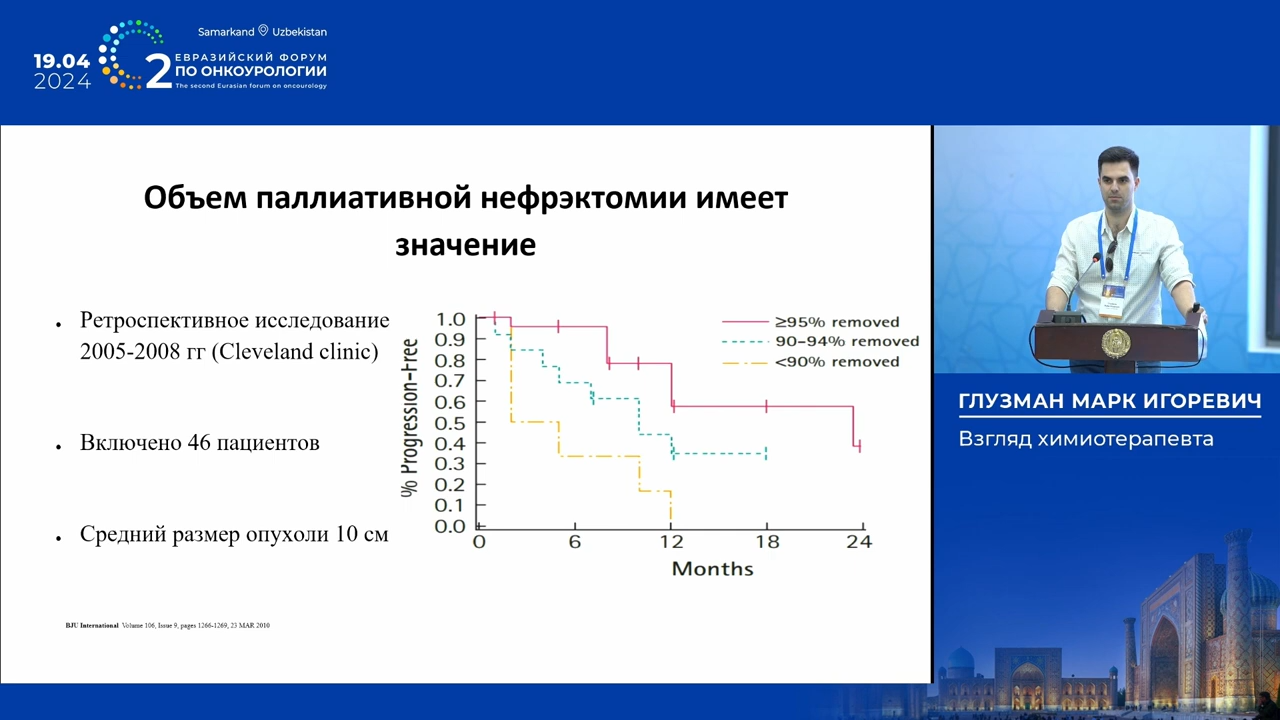 Samarkand Uzbekistan
19.04
2024
2
ЕВРАЗИЙСКИЙ ФОРУМ
ПО ОНКОУРОЛОГИИ
The second Eurasian forum on oncourology
Объем паллиативной нефрэктомии имеет
значение
• Ретроспективное исследование
2005-2008 гг (Cleveland clinic)
• Включено 46 пациентов
• Средний размер опухоли 10 см
% Progression-Free
1.0
0.9
0.8
0.7
0.6
0.5
0.4
0.3
0.2
0.1
0.0
0 6 12 18 24
Months
≥95% removed
90-94% removed
<90% removed
BJU International Volume 106, Issue 9, pages 1266-1269, 23 MAR 2010
ГЛУЗМАН МАРК ИГОРЕВИЧ
Взгляд химиотерапевта